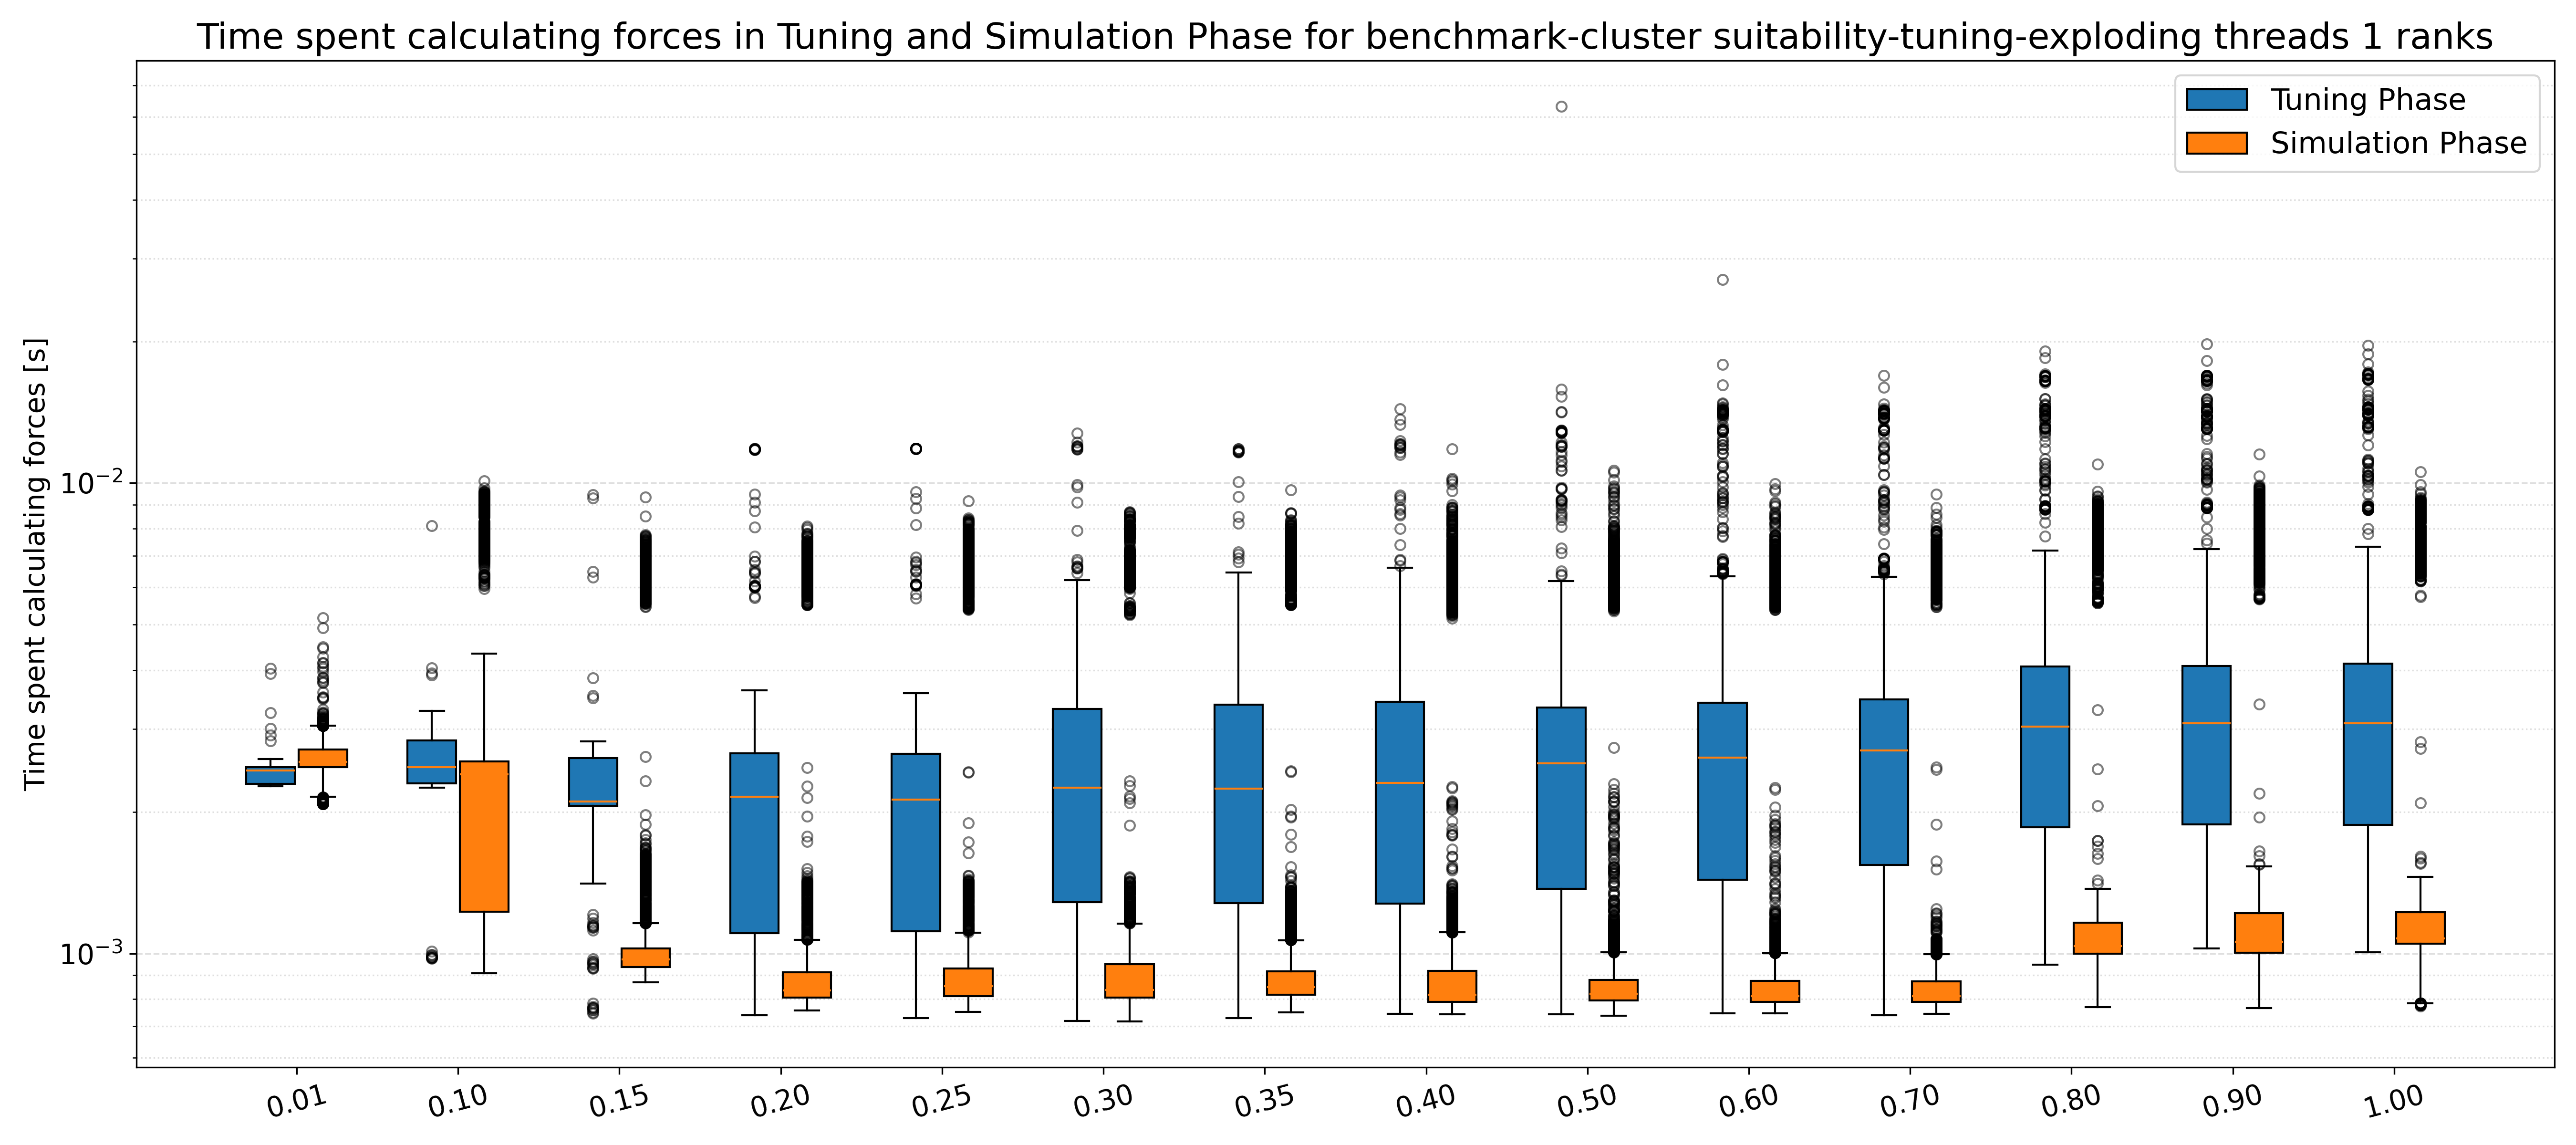 Time spent calculating forces in Tuning and Simulation Phase for benchmark-cluster suitability-tuning-exploding threads 1 ranks
Tuning Phase
Simulation Phase
Time spent calculating forces [s]
10⁻²
10⁻³
0.01 0.10 0.15 0.20 0.25 0.30 0.35 0.40 0.50 0.60 0.70 0.80 0.90 1.00